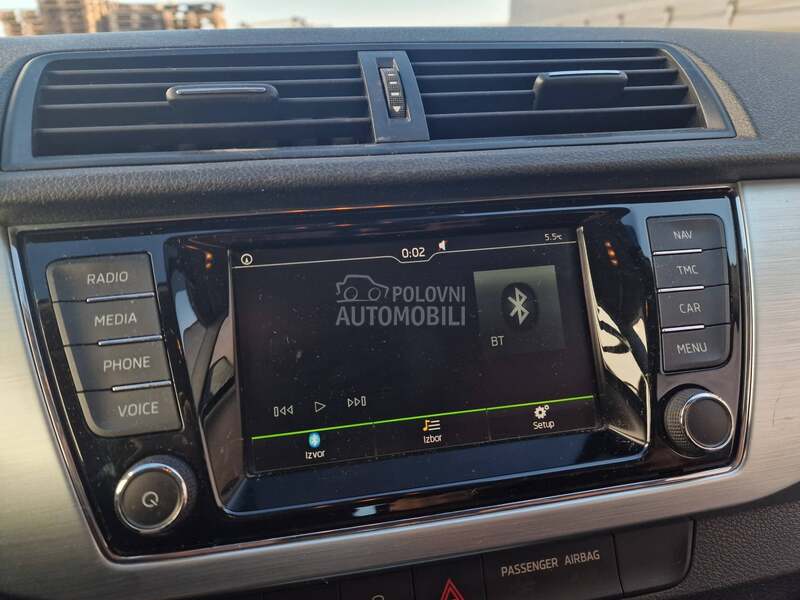 RADIO
MEDIA
PHONE
VOICE
0:02
5.5°C
POLOVNI
AUTOMOBILI
BT
Izvor
Izbor
Setup
NAV
TMC
CAR
MENU
PASSENGER AIRBAG